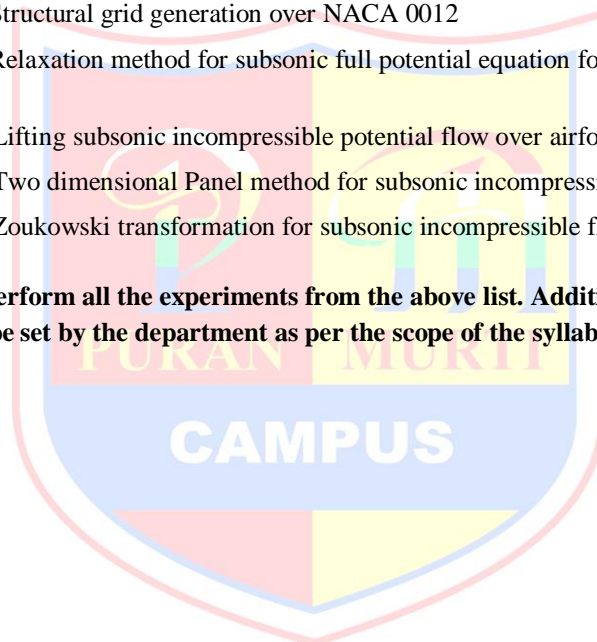 Structural grid generation over NACA 0012
Relaxation method for subsonic full potential equation fo
Lifting subsonic incompressible potential flow over airfo
Two dimensional Panel method for subsonic incompressi
Zoukowski transformation for subsonic incompressible f
erform all the experiments from the above list. Additi
be set by the department as per the scope of the syllab
PURAN MURTI
CAMPUS